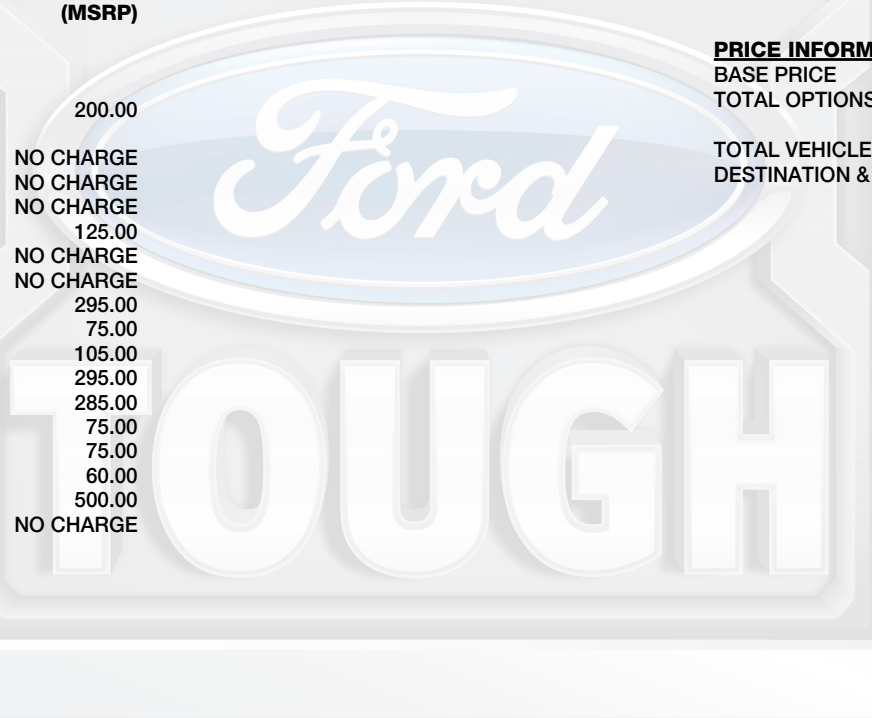 (MSRP)
200.00
NO CHARGE
NO CHARGE
NO CHARGE
125.00
NO CHARGE
NO CHARGE
295.00
75.00
105.00
295.00
285.00
75.00
75.00
60.00
500.00
NO CHARGE
PRICE INFORM
BASE PRICE
TOTAL OPTIONS
TOTAL VEHICLE
DESTINATION &
Ford
TOUGH